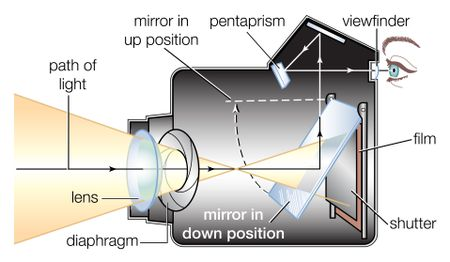 mirror in
up position
pentaprism
viewfinder
path of
light
film
lens
mirror in
down position
shutter
diaphragm